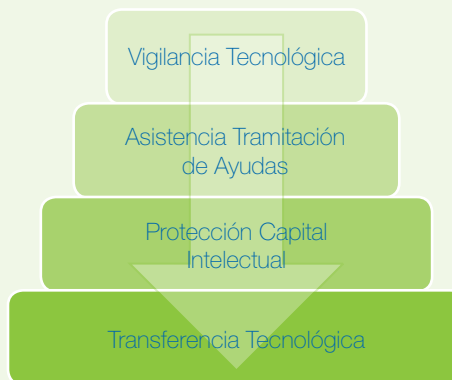 Vigilancia Tecnológica
Asistencia Tramitación
de Ayudas
Protección Capital
Intelectual
Transferencia Tecnológica